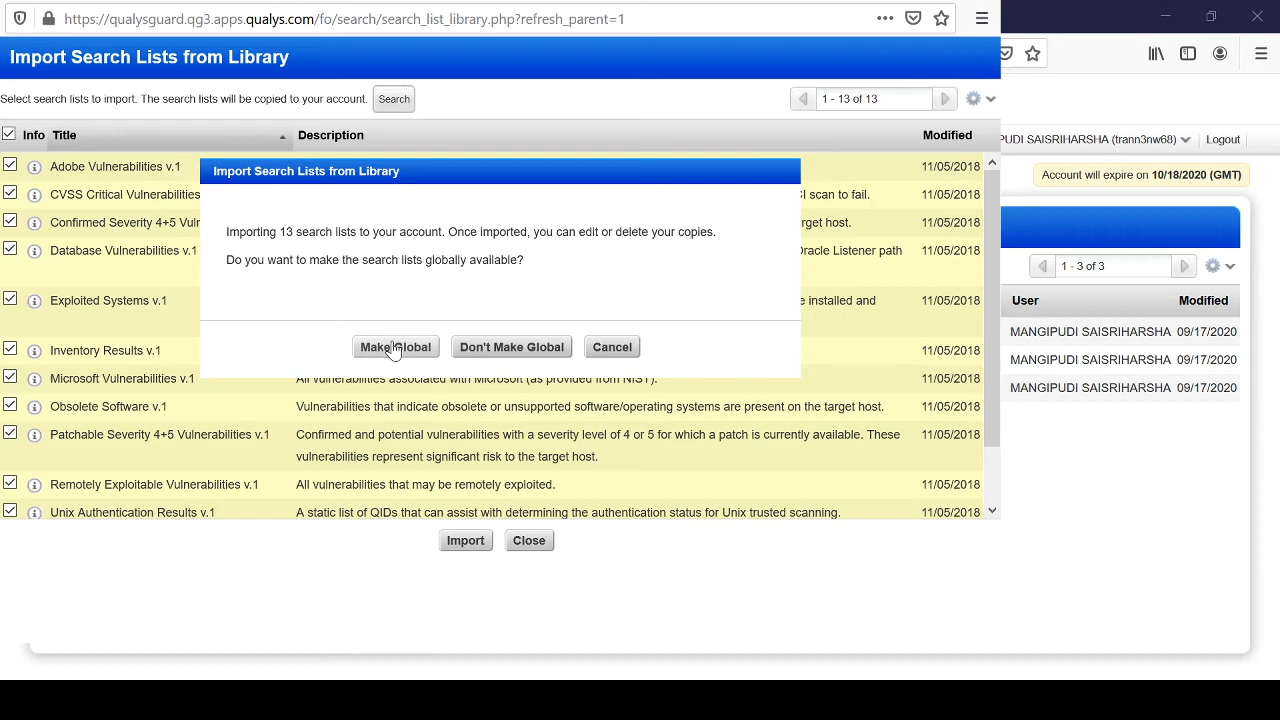 https://qualysguard.qg3.apps.qualys.com/fo/search/search_list_library.php?refresh_parent=1
Import Search Lists from Library
Select search lists to import. The search lists will be copied to your account. Search
1 - 13 of 13
PUDI SAISRIHARSHA (trann3nw68) Logout
Info Title Description Modified
Account will expire on 10/18/2020 (GMT)
Adobe Vulnerabilities v.1 11/05/2018
Import Search Lists from Library
CVSS Critical Vulnerabilities CI scan to fail. 11/05/2018
Confirmed Severity 4+5 Vuln rget host. 11/05/2018
Importing 13 search lists to your account. Once imported, you can edit or delete your copies.
Database Vulnerabilities v.1 Oracle Listener path 11/05/2018
Do you want to make the search lists globally available?
1 - 3 of 3
Exploited Systems v.1 e installed and 11/05/2018
User Modified
MANGIPUDI SAISRIHARSHA 09/17/2020
Make Global Don't Make Global Cancel
Inventory Results v.1 11/05/2018
MANGIPUDI SAISRIHARSHA 09/17/2020
Microsoft Vulnerabilities v.1 All vulnerabilities associated with Microsoft (as provided from NIST). 11/05/2018
MANGIPUDI SAISRIHARSHA 09/17/2020
Obsolete Software v.1 Vulnerabilities that indicate obsolete or unsupported software/operating systems are present on the target host. 11/05/2018
Patchable Severity 4+5 Vulnerabilities v.1 Confirmed and potential vulnerabilities with a severity level of 4 or 5 for which a patch is currently available. These 11/05/2018
vulnerabilities represent significant risk to the target host.
Remotely Exploitable Vulnerabilities v.1 All vulnerabilities that may be remotely exploited. 11/05/2018
Unix Authentication Results v.1 A static list of QIDs that can assist with determining the authentication status for Unix trusted scanning. 11/05/2018
Import Close